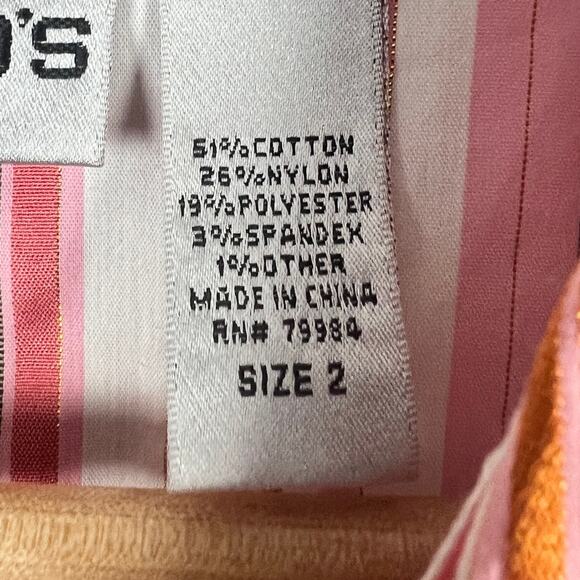 O'S
51%COTTON
26%NYLON
19%POLYESTER
3%SPANDEX
1%OTHER
MADE IN CHINA
RN# 79984
SIZE 2